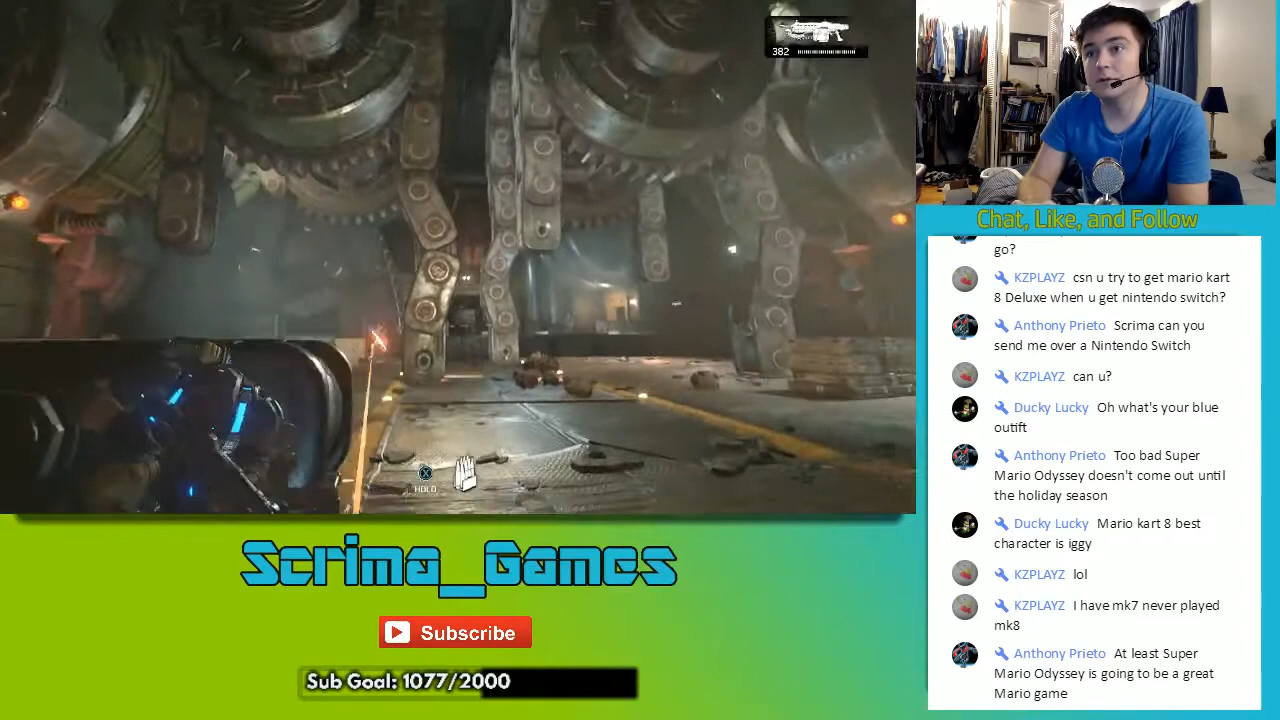 382
HOLD
Chat, Like, and Follow
go?
KZPLAYZ csn u try to get mario kart
8 Deluxe when u get nintendo switch?
Anthony Prieto Scrima can you
send me over a Nintendo Switch
KZPLAYZ can u?
Ducky Lucky Oh what's your blue
outift
Anthony Prieto Too bad Super
Mario Odyssey doesn't come out until
the holiday season
Ducky Lucky Mario kart 8 best
character is iggy
KZPLAYZ lol
KZPLAYZ I have mk7 never played
mk8
Anthony Prieto At least Super
Mario Odyssey is going to be a great
Mario game
Scrima_Games
Subscribe
Sub Goal: 1077/2000